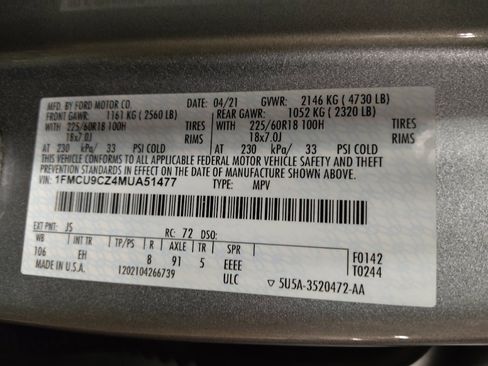 MFD. BY FORD MOTOR CO. 04/21 GVWR: 2146 KG ( 4730 LB)
FRONT GAWR: 1161 KG ( 2560 LB) REAR GAWR: 1052 KG ( 2320 LB)
WITH 225/60R18 100H TIRES WITH 225/60R18 100H TIRES
18x7.0J RIMS 18x7.0J RIMS
AT 230 kPa/ 33 PSI COLD AT 230 kPa/ 33 PSI COLD
THIS VEHICLE CONFORMS TO ALL APPLICABLE FEDERAL MOTOR VEHICLE SAFETY AND THEFT
PREVENTION STANDARDS IN EFFECT ON THE DATE OF MANUFACTURE SHOWN ABOVE.
VIN: 1FMCU9CZ4MUA51477 TYPE: MPV
EXT PNT: JS RC: 72 DSO:
WB INT TR TP/PS R AXLE TR SPR F0142
106 EH 8 91 5 EEEE T0244
MADE IN U.S.A. 1202104266739 ULC ▽ 5U5A-3520472-AA